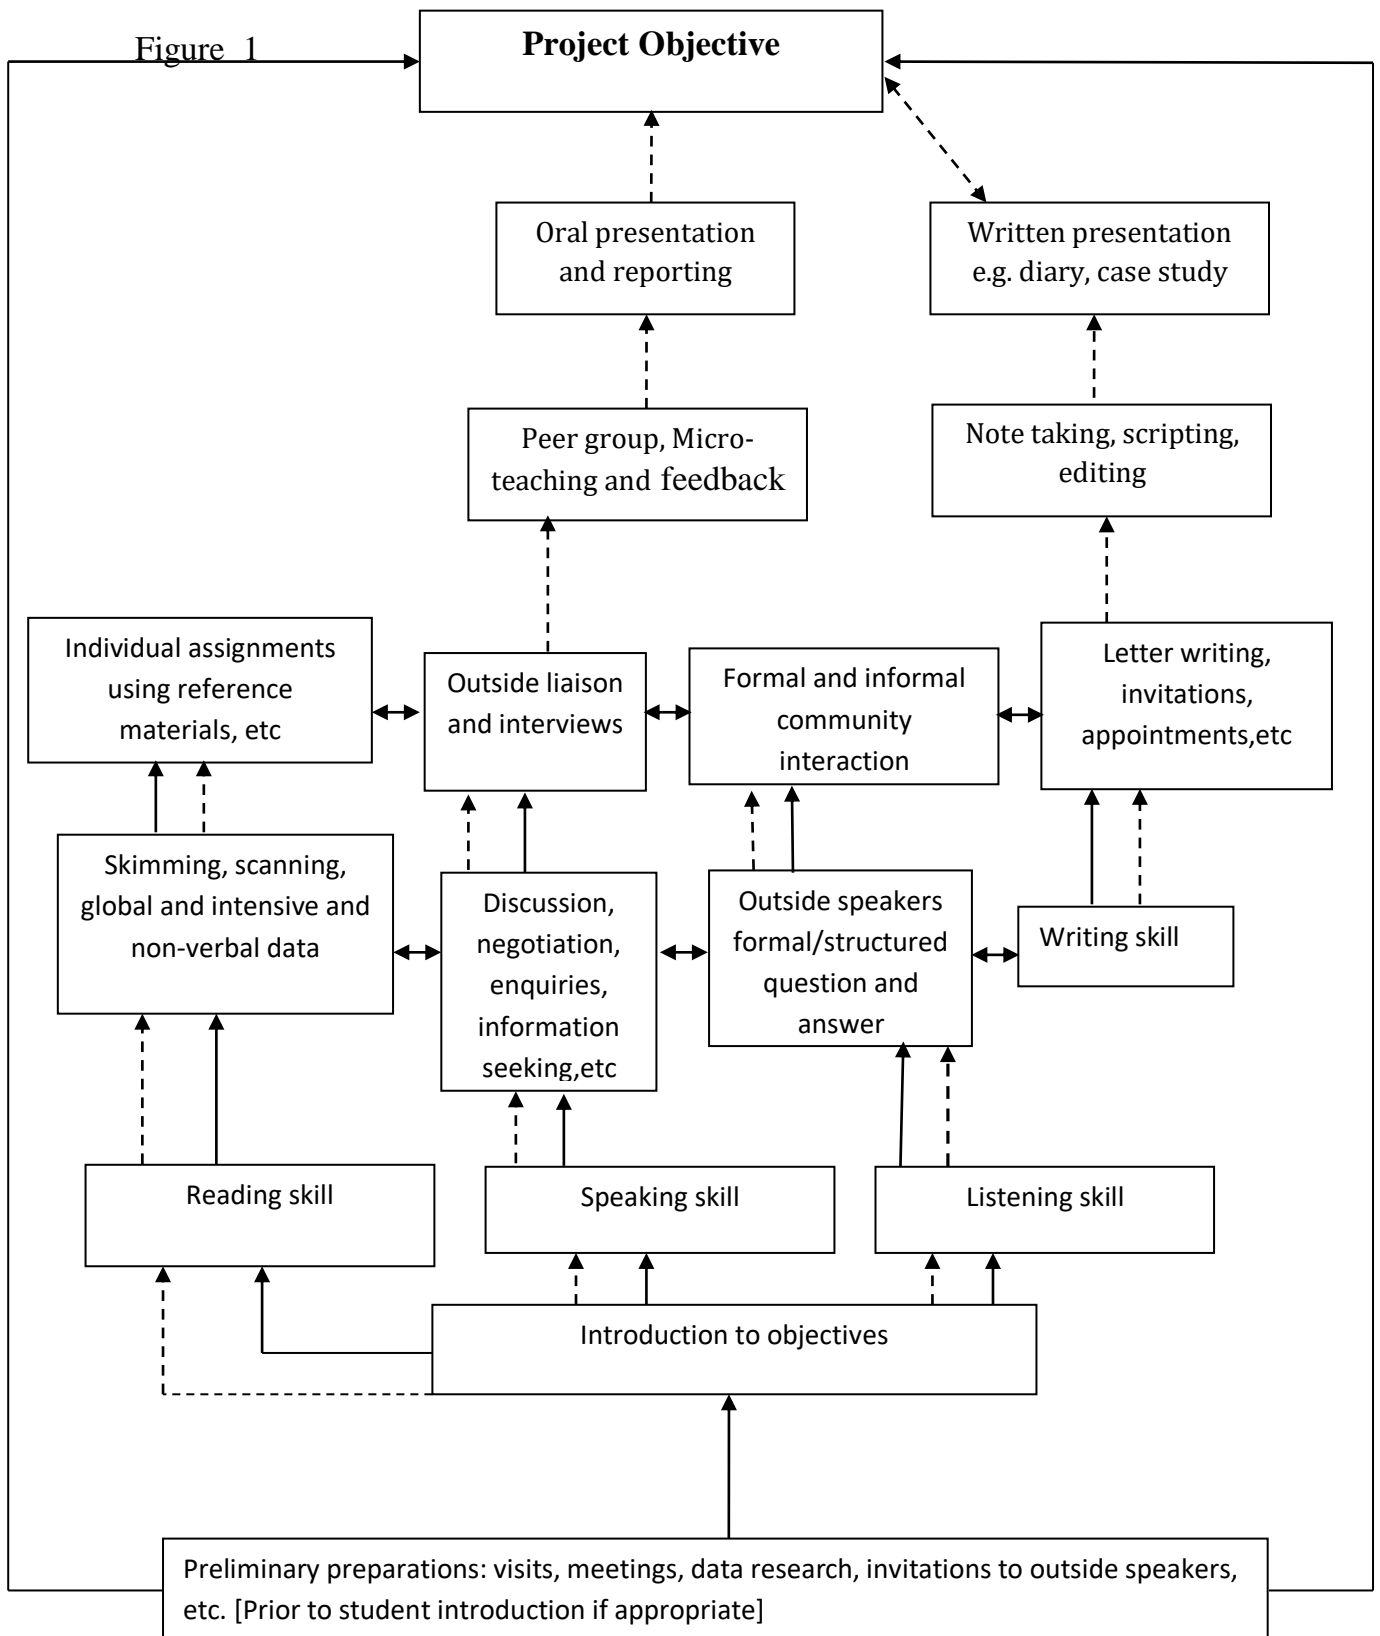 Figure 1
Project Objective
Oral presentation
and reporting
Written presentation
e.g. diary, case study
Peer group, Micro-
teaching and feedback
Note taking, scripting,
editing
Individual assignments
using reference
materials, etc
Outside liaison
and interviews
Formal and informal
community
interaction
Letter writing,
invitations,
appointments,etc
Skimming, scanning,
global and intensive and
non-verbal data
Discussion,
negotiation,
enquiries,
information
seeking,etc
Outside speakers
formal/structured
question and
answer
Writing skill
Reading skill
Speaking skill
Listening skill
Introduction to objectives
Preliminary preparations: visits, meetings, data research, invitations to outside speakers,
etc. [Prior to student introduction if appropriate]